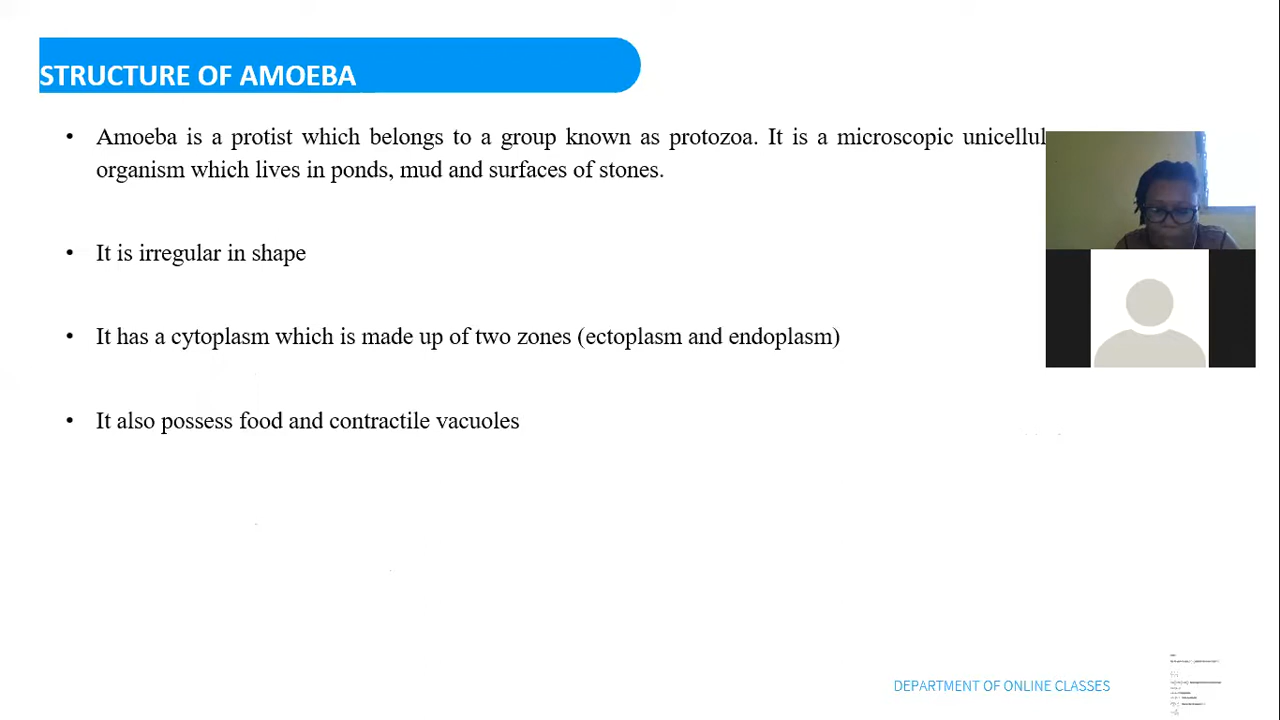 STRUCTURE OF AMOEBA
• Amoeba is a protist which belongs to a group known as protozoa. It is a microscopic
organism which lives in ponds, mud and surfaces of stones.
• It is irregular in shape
• It has a cytoplasm which is made up of two zones (ectoplasm and endoplasm)
• It also possess food and contractile vacuoles
DEPARTMENT OF ONLINE CLASSES